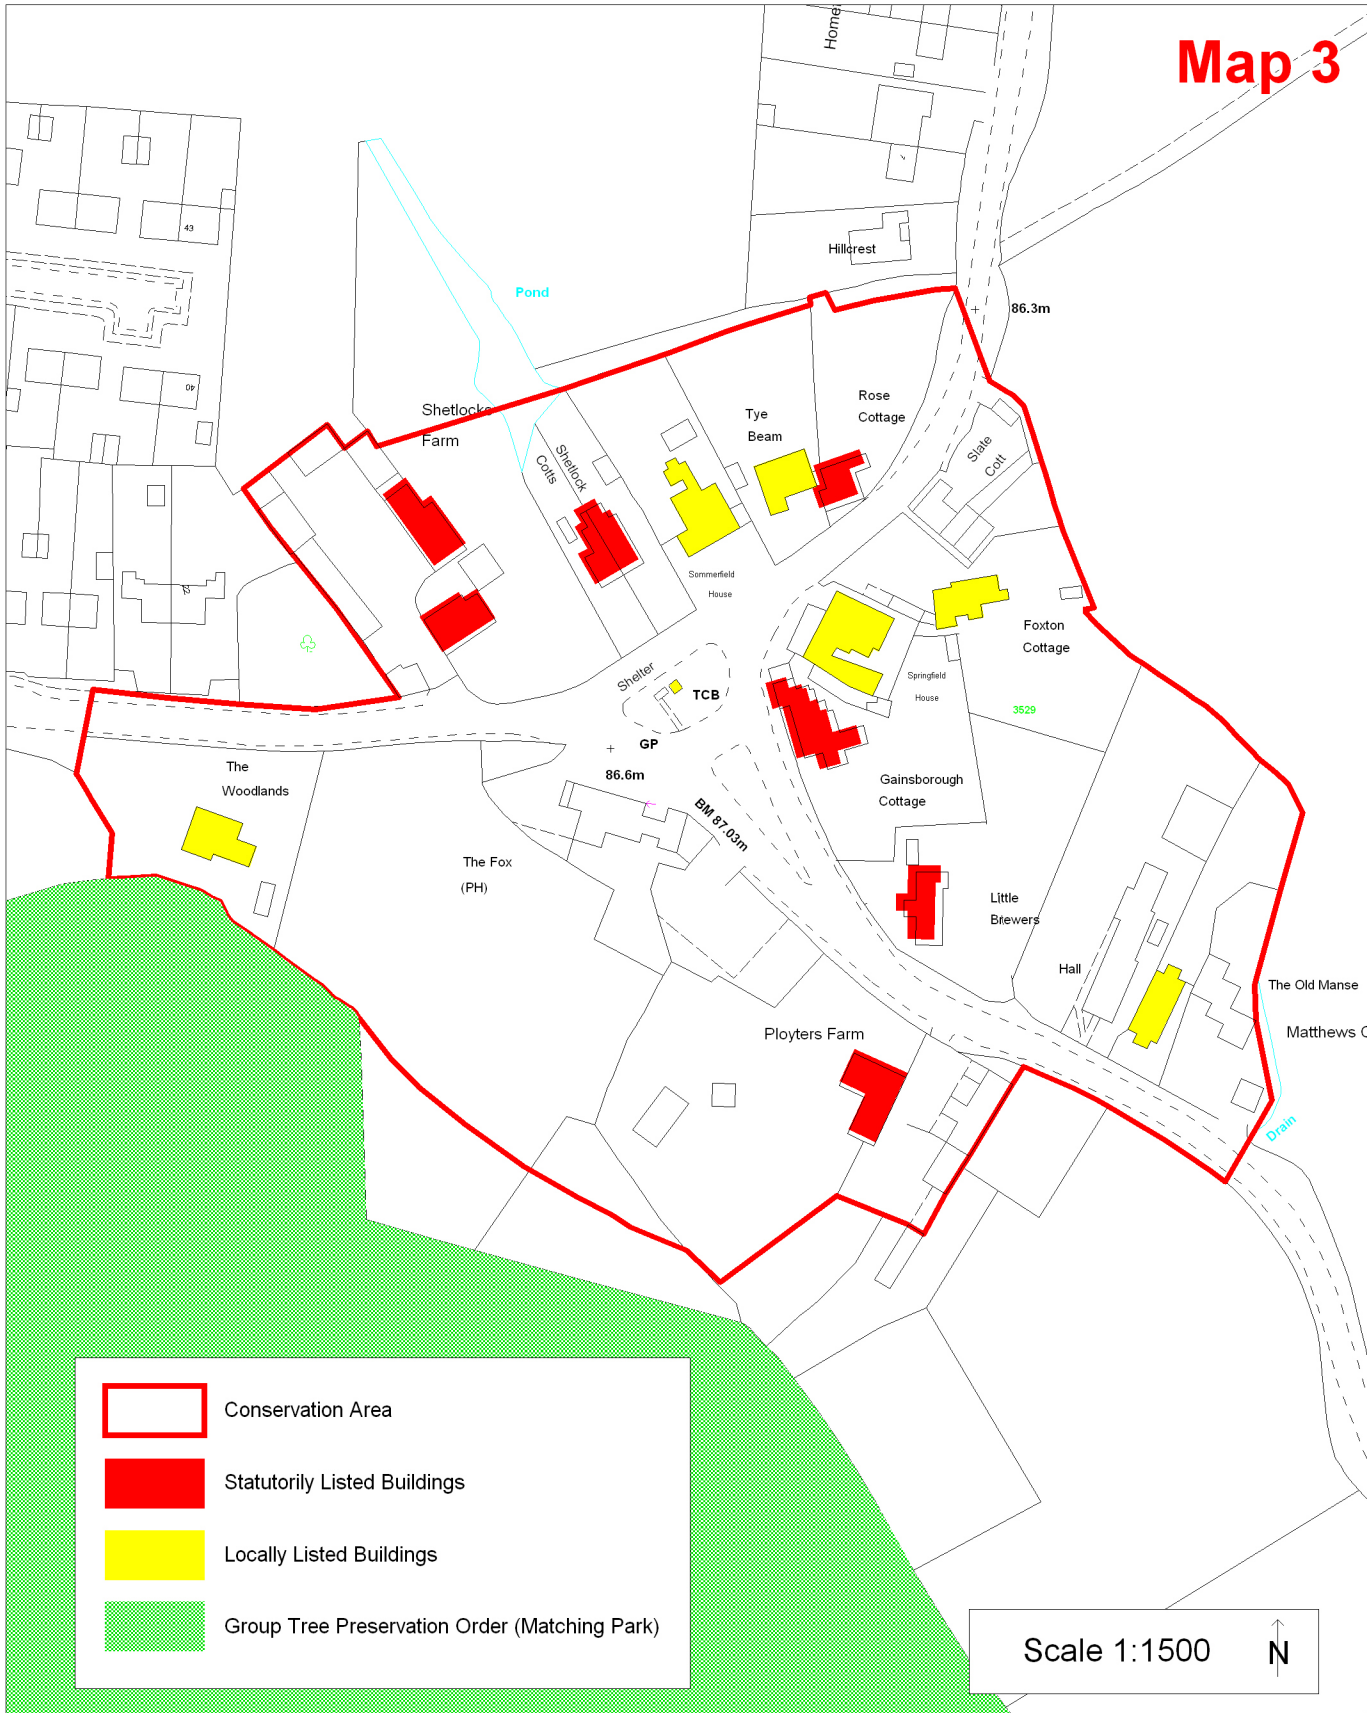 Map 3
Hillcrest
43
Pond
86.3m
40
Shetlocks
Farm
Shetlock
Cotts
Tye
Beam
Rose
Cottage
Slate
Cott
Sommerfield
House
22
Foxton
Cottage
Shelter
TCB
Springfield
House
3529
GP
86.6m
The
Woodlands
BM 87.03m
Gainsborough
Cottage
The Fox
(PH)
Little
Brewers
Hall
The Old Manse
Matthews C
Ployters Farm
Drain
Conservation Area
Statutorily Listed Buildings
Locally Listed Buildings
Group Tree Preservation Order (Matching Park)
Scale 1:1500
N